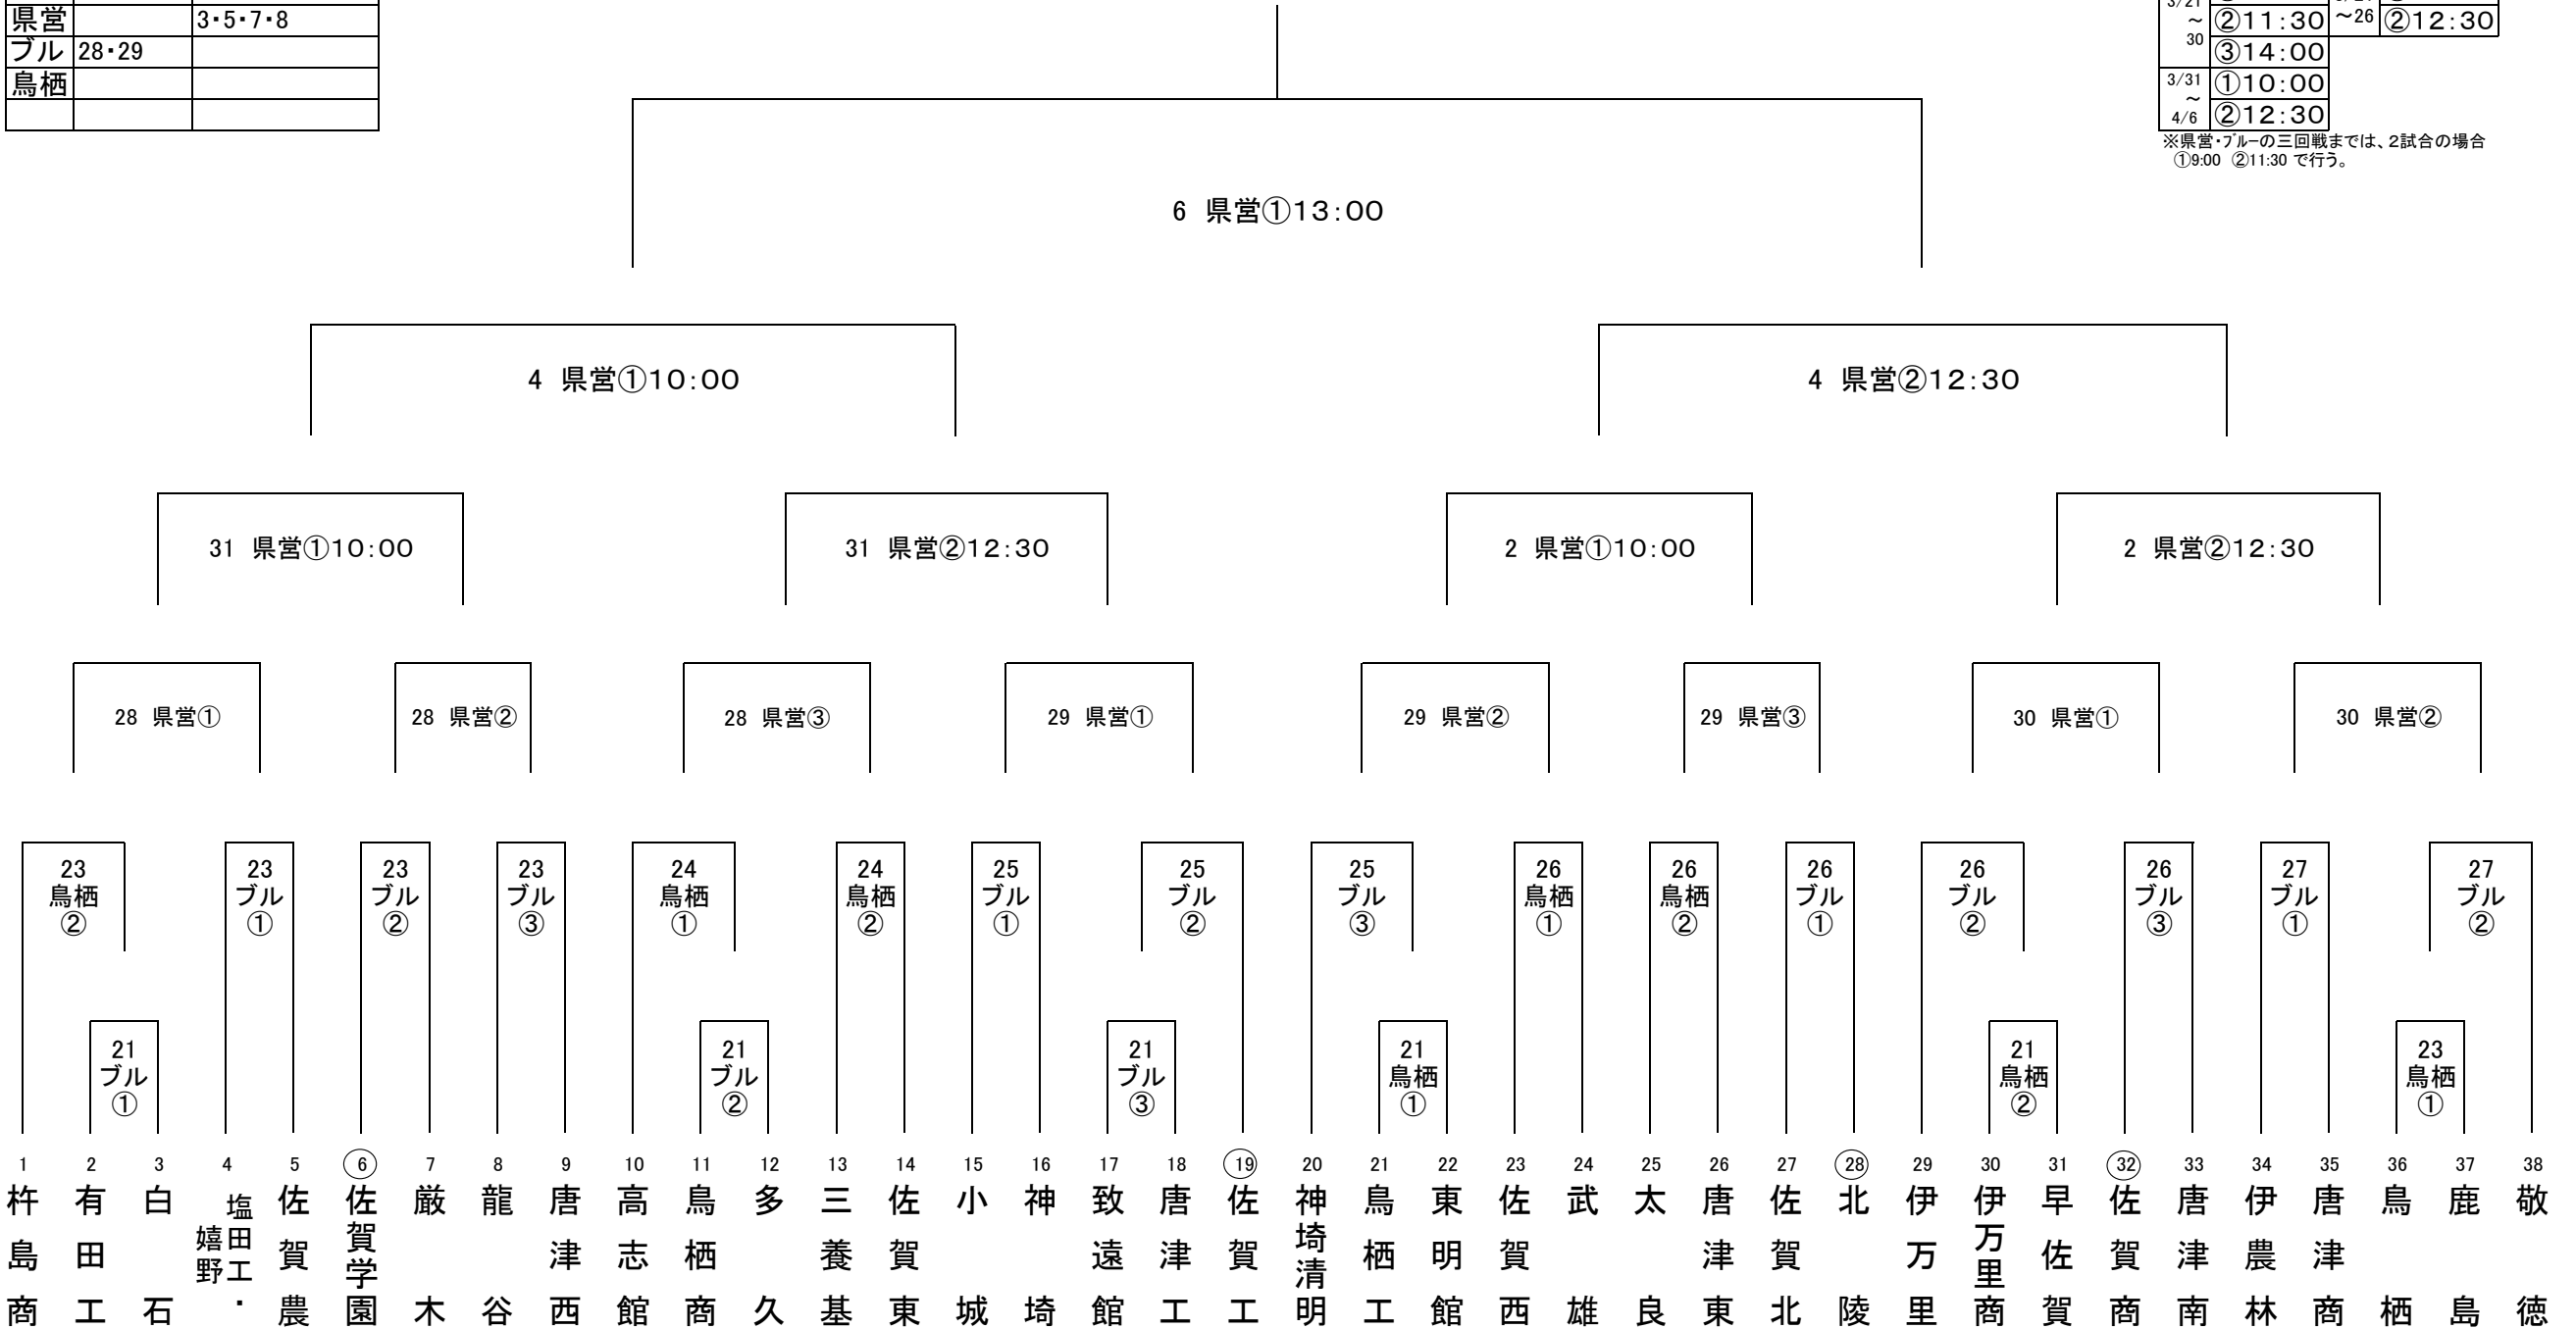 県営 3・5・7・8
ブル 28・29
鳥栖
3/21 ～ 30
②11:30 ～26 ②12:30
③14:00
3/31 ～ 4/6
①10:00
②12:30
※県営・ブルーの三回戦までは、2試合の場合
①9:00 ②11:30 で行う。
6 県営①13:00
4 県営①10:00 4 県営②12:30
31 県営①10:00 31 県営②12:30 2 県営①10:00 2 県営②12:30
28 県営① 28 県営② 28 県営③ 29 県営① 29 県営② 29 県営③ 30 県営① 30 県営②
23 23 23 23 24 24 25 25 25 26 26 26 26 26 27 27
鳥栖 ブル ブル ブル 鳥栖 鳥栖 ブル ブル ブル 鳥栖 鳥栖 ブル ブル ブル ブル ブル
② ① ② ③ ① ② ① ② ③ ① ② ① ② ③ ① ②
21 21 21 21 21 23
ブル ブル ブル 鳥栖 鳥栖 鳥栖
① ② ③ ① ② ①
1 2 3 4 5 6 7 8 9 10 11 12 13 14 15 16 17 18 19 20 21 22 23 24 25 26 27 28 29 30 31 32 33 34 35 36 37 38
杵島商
有田工
白石
塩田工・
嬉野
佐賀農
佐賀学園
厳木
龍谷
唐津西
高志館
鳥栖商
多久
三養基
佐賀東
小城
神埼
致遠館
唐津工
佐賀工
神埼清明
鳥栖工
東明館
佐賀西
武雄
太良
唐津東
佐賀北
北陵
伊万里
伊万里商
早佐賀
佐賀商
唐津南
伊農林
唐津商
鳥栖
鹿島
敬徳